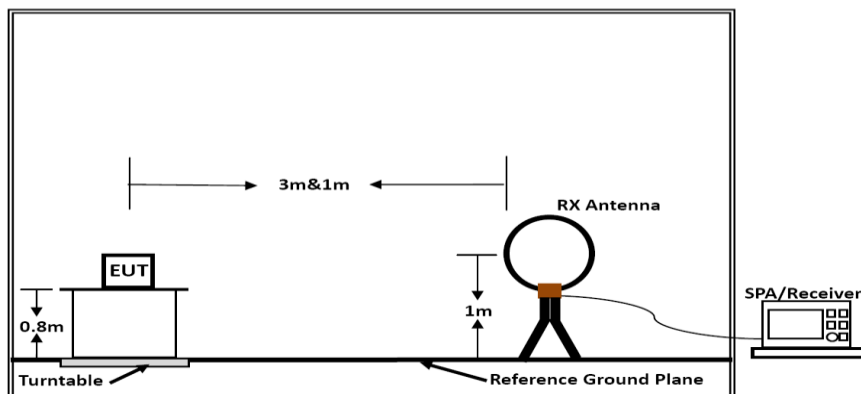 3m&1m
RX Antenna
EUT
SPA/Receiver
0.8m
1m
Turntable
Reference Ground Plane